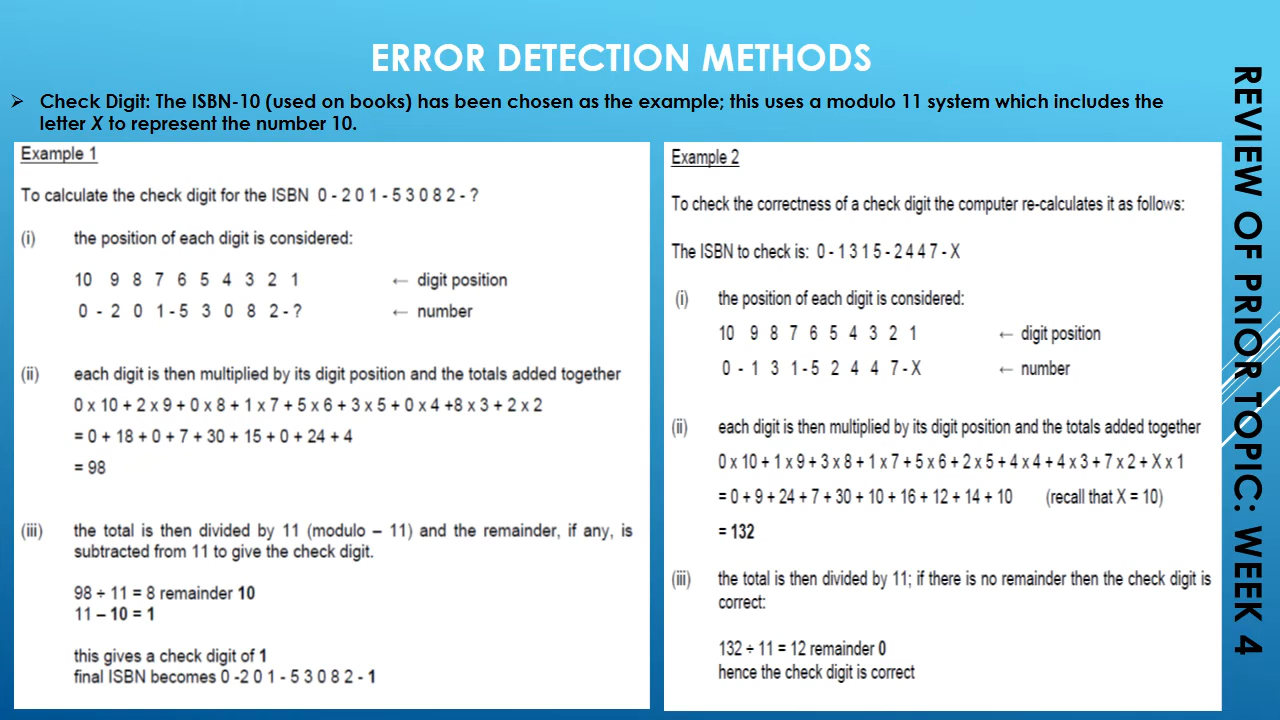 ERROR DETECTION METHODS
➢ Check Digit: The ISBN-10 (used on books) has been chosen as the example; this uses a modulo 11 system which includes the
letter X to represent the number 10.
Example 1
To calculate the check digit for the ISBN 0 - 2 0 1 - 5 3 0 8 2 - ?
(i) the position of each digit is considered:
10 9 8 7 6 5 4 3 2 1 ← digit position
0 - 2 0 1 - 5 3 0 8 2 - ? ← number
(ii) each digit is then multiplied by its digit position and the totals added together
0 x 10 + 2 x 9 + 0 x 8 + 1 x 7 + 5 x 6 + 3 x 5 + 0 x 4 +8 x 3 + 2 x 2
= 0 + 18 + 0 + 7 + 30 + 15 + 0 + 24 + 4
= 98
(iii) the total is then divided by 11 (modulo – 11) and the remainder, if any, is
subtracted from 11 to give the check digit.
98 ÷ 11 = 8 remainder 10
11 – 10 = 1
this gives a check digit of 1
final ISBN becomes 0 -2 0 1 - 5 3 0 8 2 - 1
Example 2
To check the correctness of a check digit the computer re-calculates it as follows:
The ISBN to check is: 0 - 1 3 1 5 - 2 4 4 7 - X
(i) the position of each digit is considered:
10 9 8 7 6 5 4 3 2 1 ← digit position
0 - 1 3 1 - 5 2 4 4 7 - X ← number
(ii) each digit is then multiplied by its digit position and the totals added together
0 x 10 + 1 x 9 + 3 x 8 + 1 x 7 + 5 x 6 + 2 x 5 + 4 x 4 + 4 x 3 + 7 x 2 + X x 1
= 0 + 9 + 24 + 7 + 30 + 10 + 16 + 12 + 14 + 10 (recall that X = 10)
= 132
(iii) the total is then divided by 11; if there is no remainder then the check digit is
correct:
132 ÷ 11 = 12 remainder 0
hence the check digit is correct
REVIEW OF PRIOR TOPIC: WEEK 4